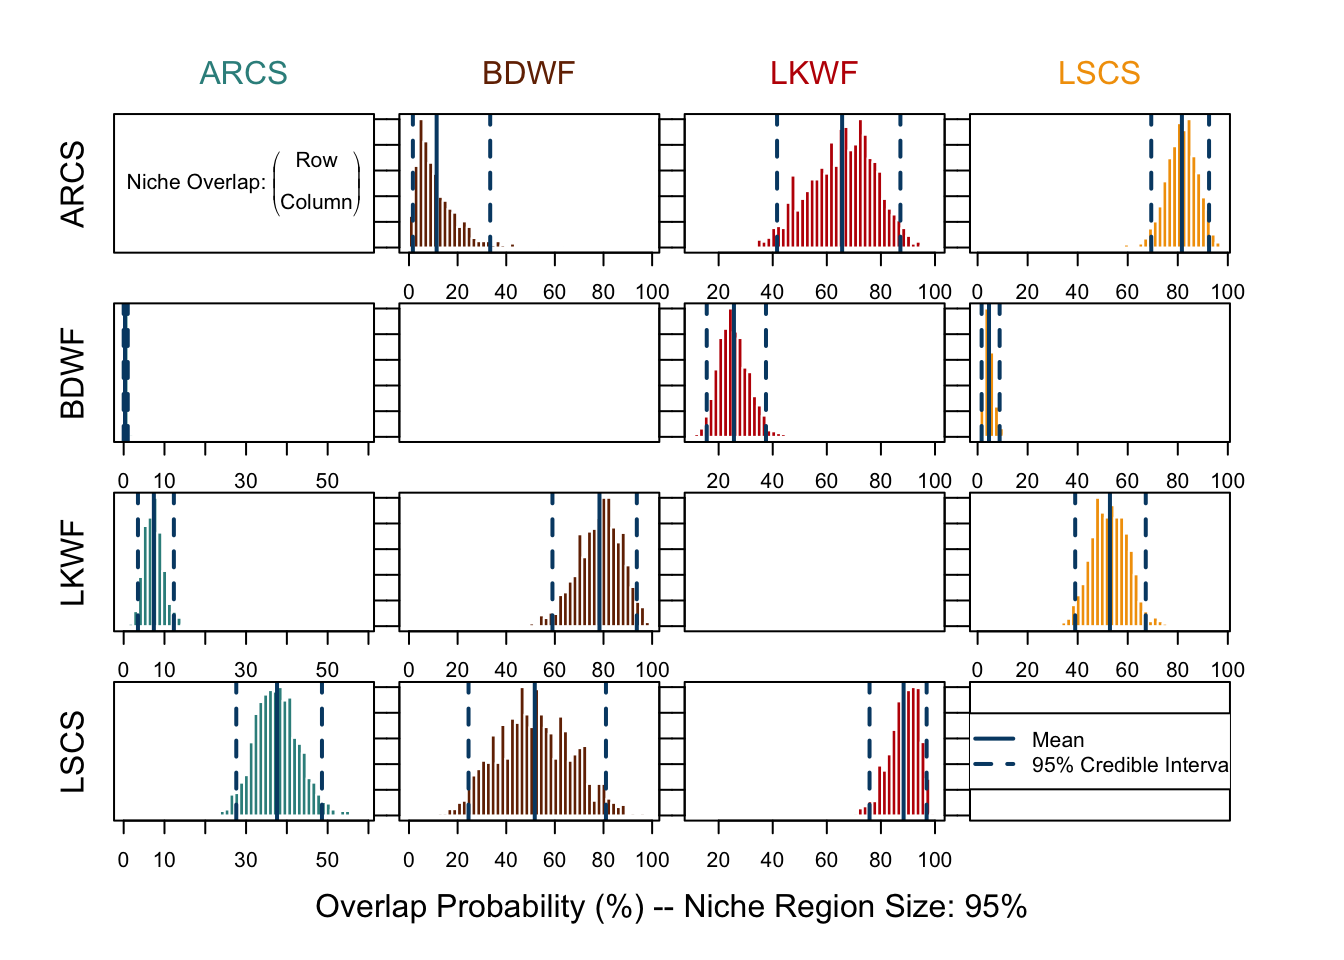 ARCS BDWF LKWF LSCS
ARCS
Niche Overlap: ( Row Column )
0 20 40 60 80 100 20 40 60 80 100 0 20 40 60 80 100
BDWF
0 10 30 50 20 40 60 80 100 0 20 40 60 80 100
LKWF
0 10 30 50 0 20 40 60 80 100 0 20 40 60 80 100
LSCS
Mean
95% Credible Interva
0 10 30 50 0 20 40 60 80 100 20 40 60 80 100
Overlap Probability (%) -- Niche Region Size: 95%